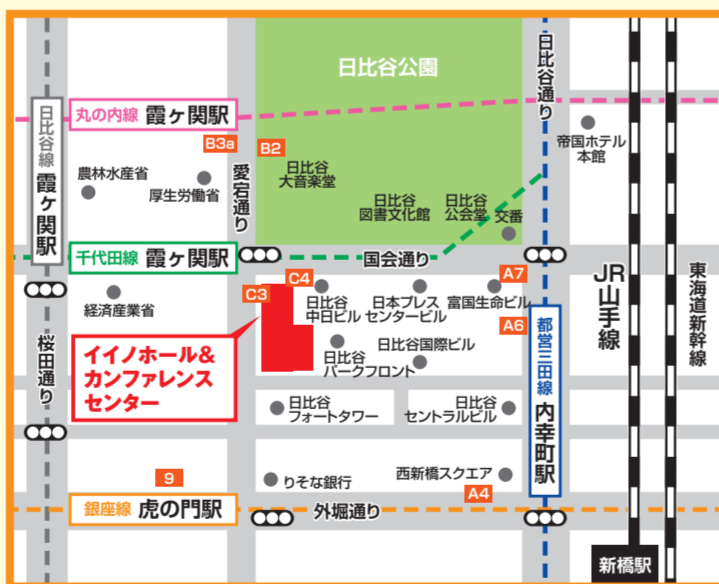 日比谷公園
日比谷通り
丸の内線 霞ヶ関駅
日比谷線 霞ヶ関駅
B3a
B2
帝国ホテル
本館
農林水産省
厚生労働省
愛宕通り
日比谷
大音楽堂
日比谷
図書文化館
日比谷
公会堂
交番
千代田線 霞ヶ関駅
国会通り
C4
C3
A7
経済産業省
日比谷
中日ビル
日本プレス
センタービル
富国生命ビル
JR山手線
東海道新幹線
A6
桜田通り
イイノホール&
カンファレンス
センター
日比谷
パークフロント
日比谷国際ビル
都営三田線 内幸町駅
日比谷
フォートタワー
日比谷
セントラルビル
9
りそな銀行
西新橋スクエア
A4
銀座線 虎の門駅
外堀通り
新橋駅